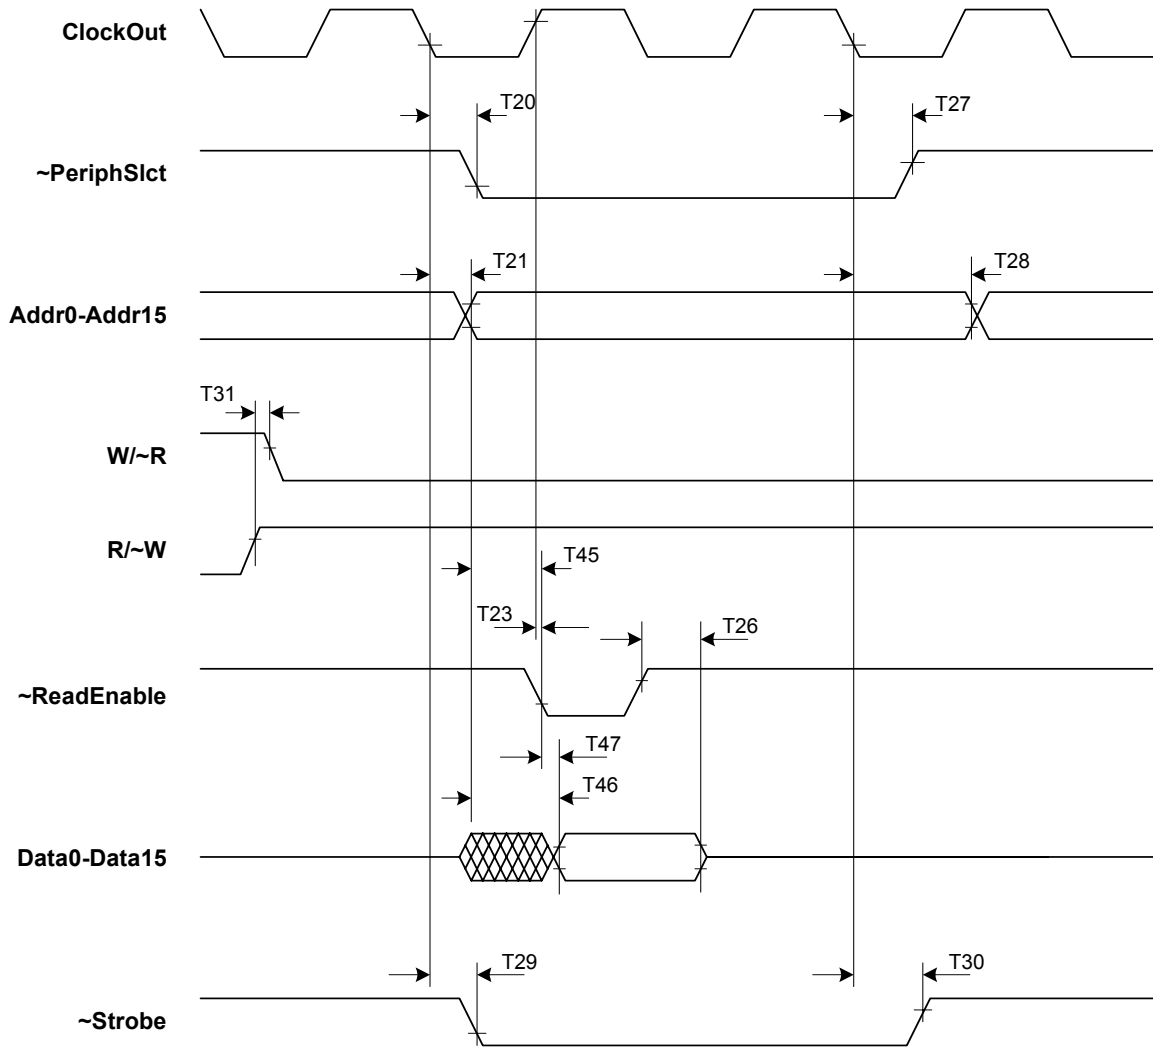 ClockOut
T20
T27
~PeriphSlct
T21
T28
Addr0-Addr15
T31
W/~R
R/~W
T45
T23
T26
~ReadEnable
T47
T46
Data0-Data15
T29
T30
~Strobe